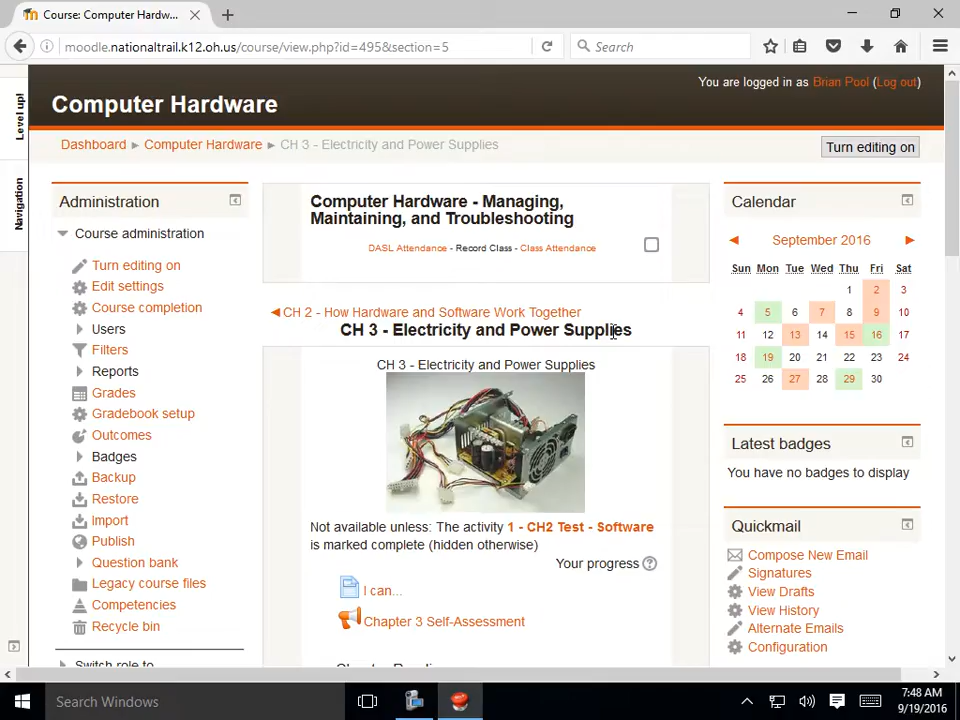 Course: Computer Hardw...
moodle.nationaltrail.k12.oh.us/course/view.php?id=495&section=5
Search
You are logged in as Brian Pool (Log out)
Computer Hardware
Level up!
Navigation
Dashboard ► Computer Hardware ► CH 3 - Electricity and Power Supplies
Turn editing on
Administration
Course administration
Turn editing on
Edit settings
Course completion
Users
Filters
Reports
Grades
Gradebook setup
Outcomes
Badges
Backup
Restore
Import
Publish
Question bank
Legacy course files
Competencies
Recycle bin
Switch role to
Computer Hardware - Managing,
Maintaining, and Troubleshooting
DASL Attendance - Record Class - Class Attendance
◄CH 2 - How Hardware and Software Work Together
CH 3 - Electricity and Power Supplies
CH 3 - Electricity and Power Supplies
Not available unless: The activity 1 - CH2 Test - Software
is marked complete (hidden otherwise)
Your progress
I can...
Chapter 3 Self-Assessment
Calendar
◄ September 2016 ►
Sun Mon Tue Wed Thu Fri Sat
1 2 3
4 5 6 7 8 9 10
11 12 13 14 15 16 17
18 19 20 21 22 23 24
25 26 27 28 29 30
Latest badges
You have no badges to display
Quickmail
Compose New Email
Signatures
View Drafts
View History
Alternate Emails
Configuration
Search Windows
7:48 AM
9/19/2016